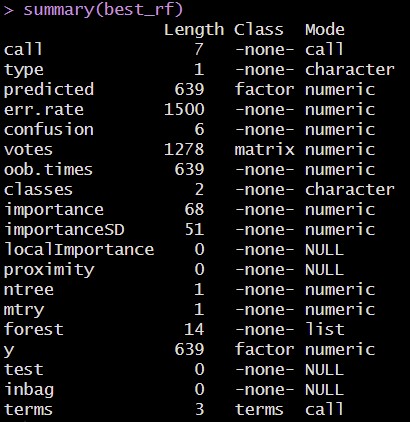 > summary(best_rf)
Length Class Mode
call 7 -none- call
type 1 -none- character
predicted 639 factor numeric
err.rate 1500 -none- numeric
confusion 6 -none- numeric
votes 1278 matrix numeric
oob.times 639 -none- numeric
classes 2 -none- character
importance 68 -none- numeric
importanceSD 51 -none- numeric
localImportance 0 -none- NULL
proximity 0 -none- NULL
ntree 1 -none- numeric
mtry 1 -none- numeric
forest 14 -none- list
y 639 factor numeric
test 0 -none- NULL
inbag 0 -none- NULL
terms 3 terms call